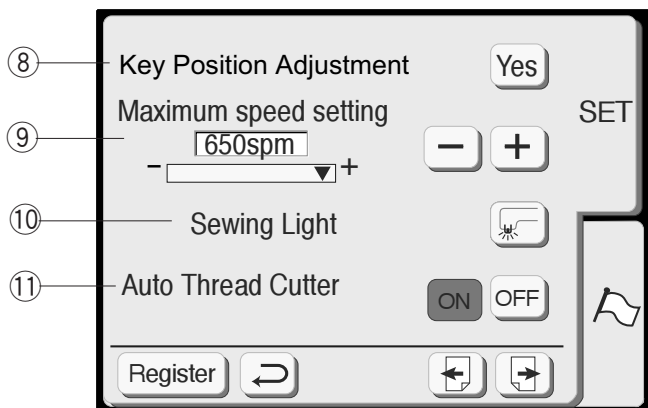 ⑧ Key Position Adjustment Yes
SET
Maximum speed setting
⑨ 650spm
- + − +
⑩ Sewing Light
⑪ Auto Thread Cutter ON OFF
Register